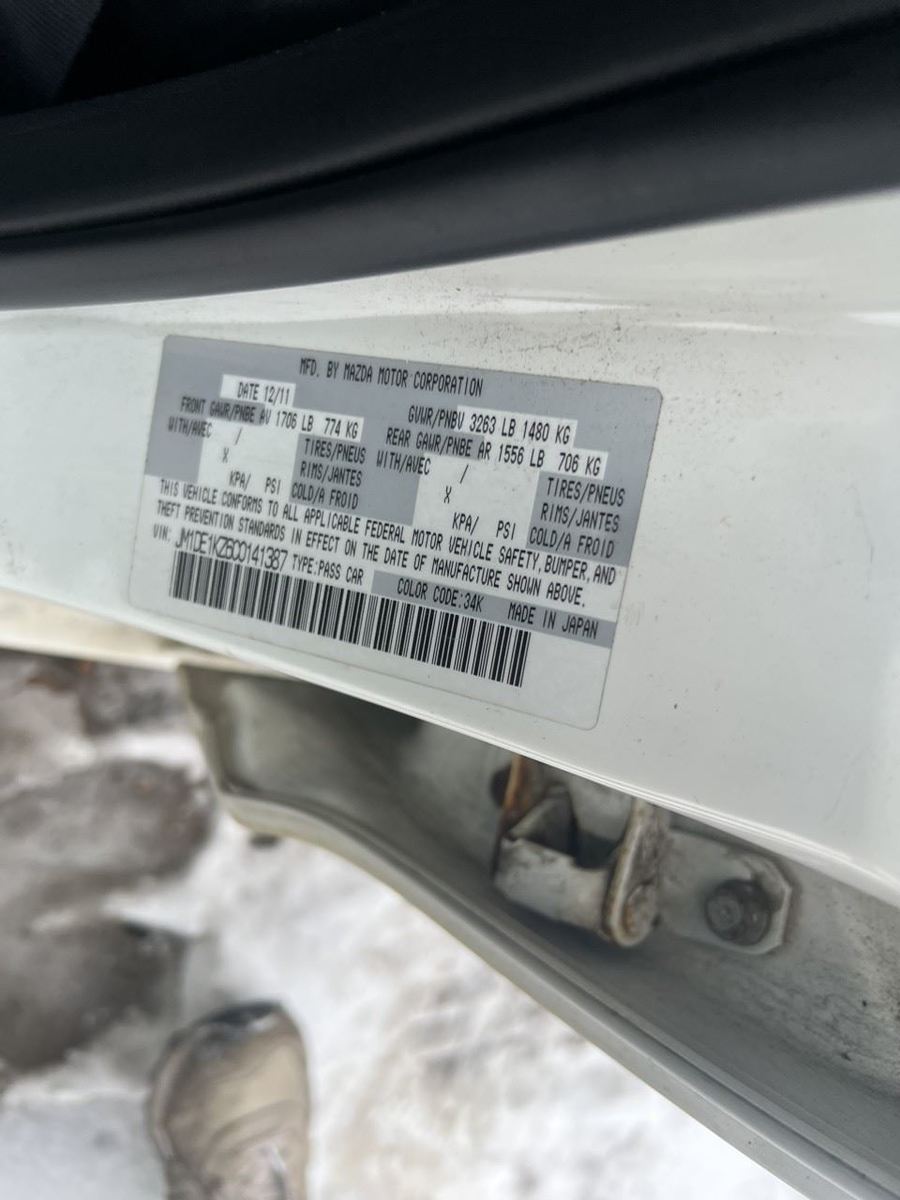 MFD. BY MAZDA MOTOR CORPORATION
DATE 12/11 GVWR/PNBV 3263 LB 1480 KG
FRONT GAWR/PNBE AV 1706 LB 774 KG REAR GAWR/PNBE AR 1556 LB 706 KG
WITH/AVEC / TIRES/PNEUS WITH/AVEC / TIRES/PNEUS
X RIMS/JANTES X RIMS/JANTES
KPA/ PSI COLD/A FROID KPA/ PSI COLD/A FROID
THIS VEHICLE CONFORMS TO ALL APPLICABLE FEDERAL MOTOR VEHICLE SAFETY, BUMPER, AND
THEFT PREVENTION STANDARDS IN EFFECT ON THE DATE OF MANUFACTURE SHOWN ABOVE.
VIN: JM1DE1KZ6C0141387 TYPE:PASS CAR COLOR CODE:34K MADE IN JAPAN